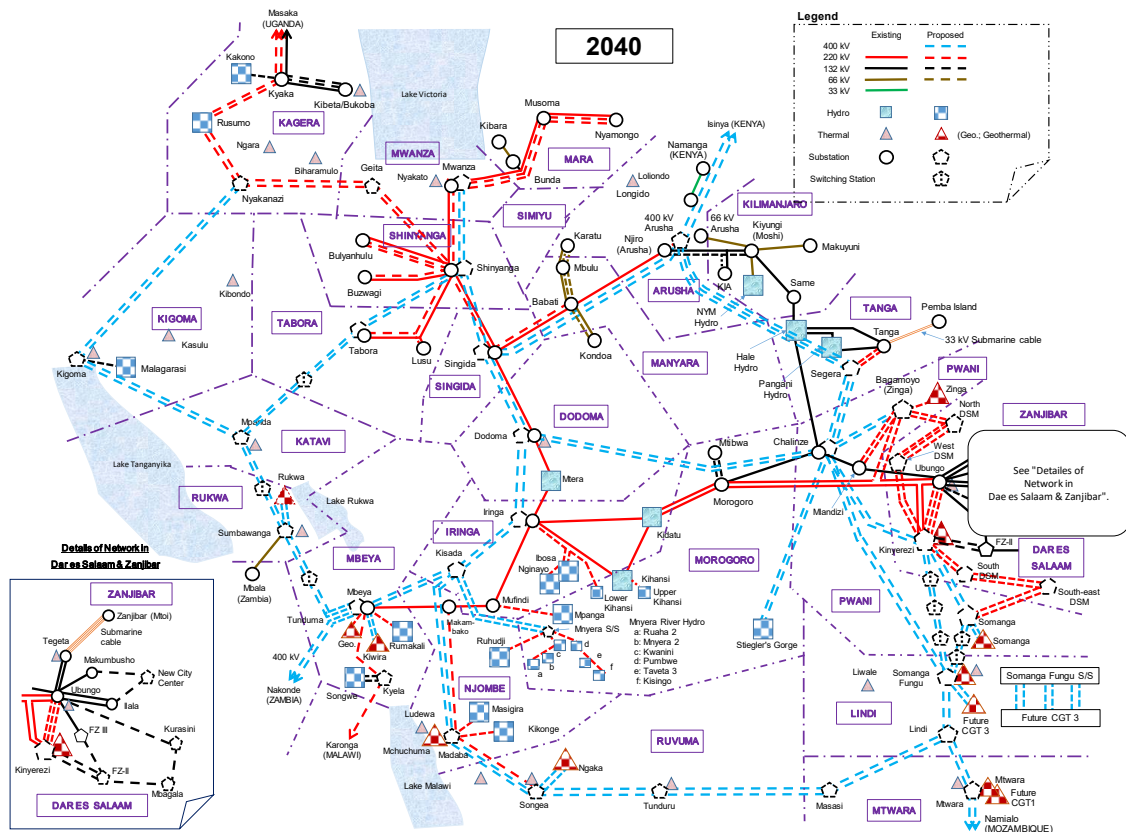 Masaka
(UGANDA)
2040
Legend
Existing
Proposed
400 kV
220 kV
132 kV
66 kV
33 kV
Hydro
Thermal
(Geo.; Geothermal)
Substation
Switching Station
Kakono
Kyaka
Kibeta/Bukoba
Lake Victoria
Rusumo
KAGERA
Ngara
Biharamulo
Nyakanazi
Geita
MWANZA
Nyakato
Mwanza
Musoma
Kibara
Nyamongo
MARA
Bunda
SIMIYU
Isinya (KENYA)
Namanga
(KENYA)
Loliondo
Longido
KILIMANJARO
400 kV
Arusha
66 kV
Arusha
Kiyungi
(Moshi)
Njiro
(Arusha)
Makuyuni
KIA
ARUSHA
Same
NYM
Hydro
TANGA
Tanga
Pemba Island
33 kV Submarine cable
Hale
Hydro
Pangani
Hydro
Segera
SHINYANGA
Bulyanhulu
Shinyanga
Buzwagi
Karatu
Mbulu
Babati
Kondoa
MANYARA
Kibondo
KIGOMA
Kasulu
TABORA
Tabora
Lusu
Singida
SINGIDA
Kigoma
Malagarasi
DODOMA
Dodoma
Mtera
Mtibwa
Chalinze
Morogoro
Mlandizi
Bagamoyo
(Zinga)
Zinga
PWANI
North
DSM
ZANJIBAR
West
DSM
Ubungo
See "Detailes of
Network in
Dae es Salaam & Zanjibar".
Kinyerezi
FZ-II
DAR ES
SALAAM
South
DSM
South-east
DSM
Mpanda
KATAVI
Lake Tanganyika
RUKWA
Rukwa
Lake Rukwa
Sumbawanga
Mbala
(Zambia)
Iringa
IRINGA
Kidatu
MOROGORO
MBEYA
Kisada
Ibosa
Nginayo
Lower
Kihansi
Kihansi
Upper
Kihansi
Tunduma
Mbeya
Makam-
bako
Mufindi
Mpanga
Mnyera S/S
Ruhudji
a
b
c
d
e
f
Mnyera River Hydro
a: Ruaha 2
b: Mnyera 2
c: Kwanini
d: Pumbwe
e: Taveta 3
f: Kisingo
Stiegler's Gorge
PWANI
Somanga
Somanga
Somanga
Fungu
Somanga Fungu S/S
Future CGT 3
Liwale
Future
CGT 3
LINDI
Lindi
Geo.
Kiwira
Rumakali
400 kV
Nakonde
(ZAMBIA)
Songwe
Kyela
Karonga
(MALAWI)
NJOMBE
Masigira
Ludewa
Kikonge
Mchuchuma
Madaba
Lake Malawi
RUVUMA
Ngaka
Songea
Tunduru
Masasi
MTWARA
Mtwara
Mtwara
Future
CGT1
Namialo
(MOZAMBIQUE)
Details of Network in
Dar es Salaam & Zanjibar
ZANJIBAR
Zanjibar (Mtoi)
Submarine
cable
Tegeta
Makumbusho
New City
Center
Ubungo
Ilala
FZ III
Kurasini
Kinyerezi
FZ-II
Mbagala
DAR ES SALAAM